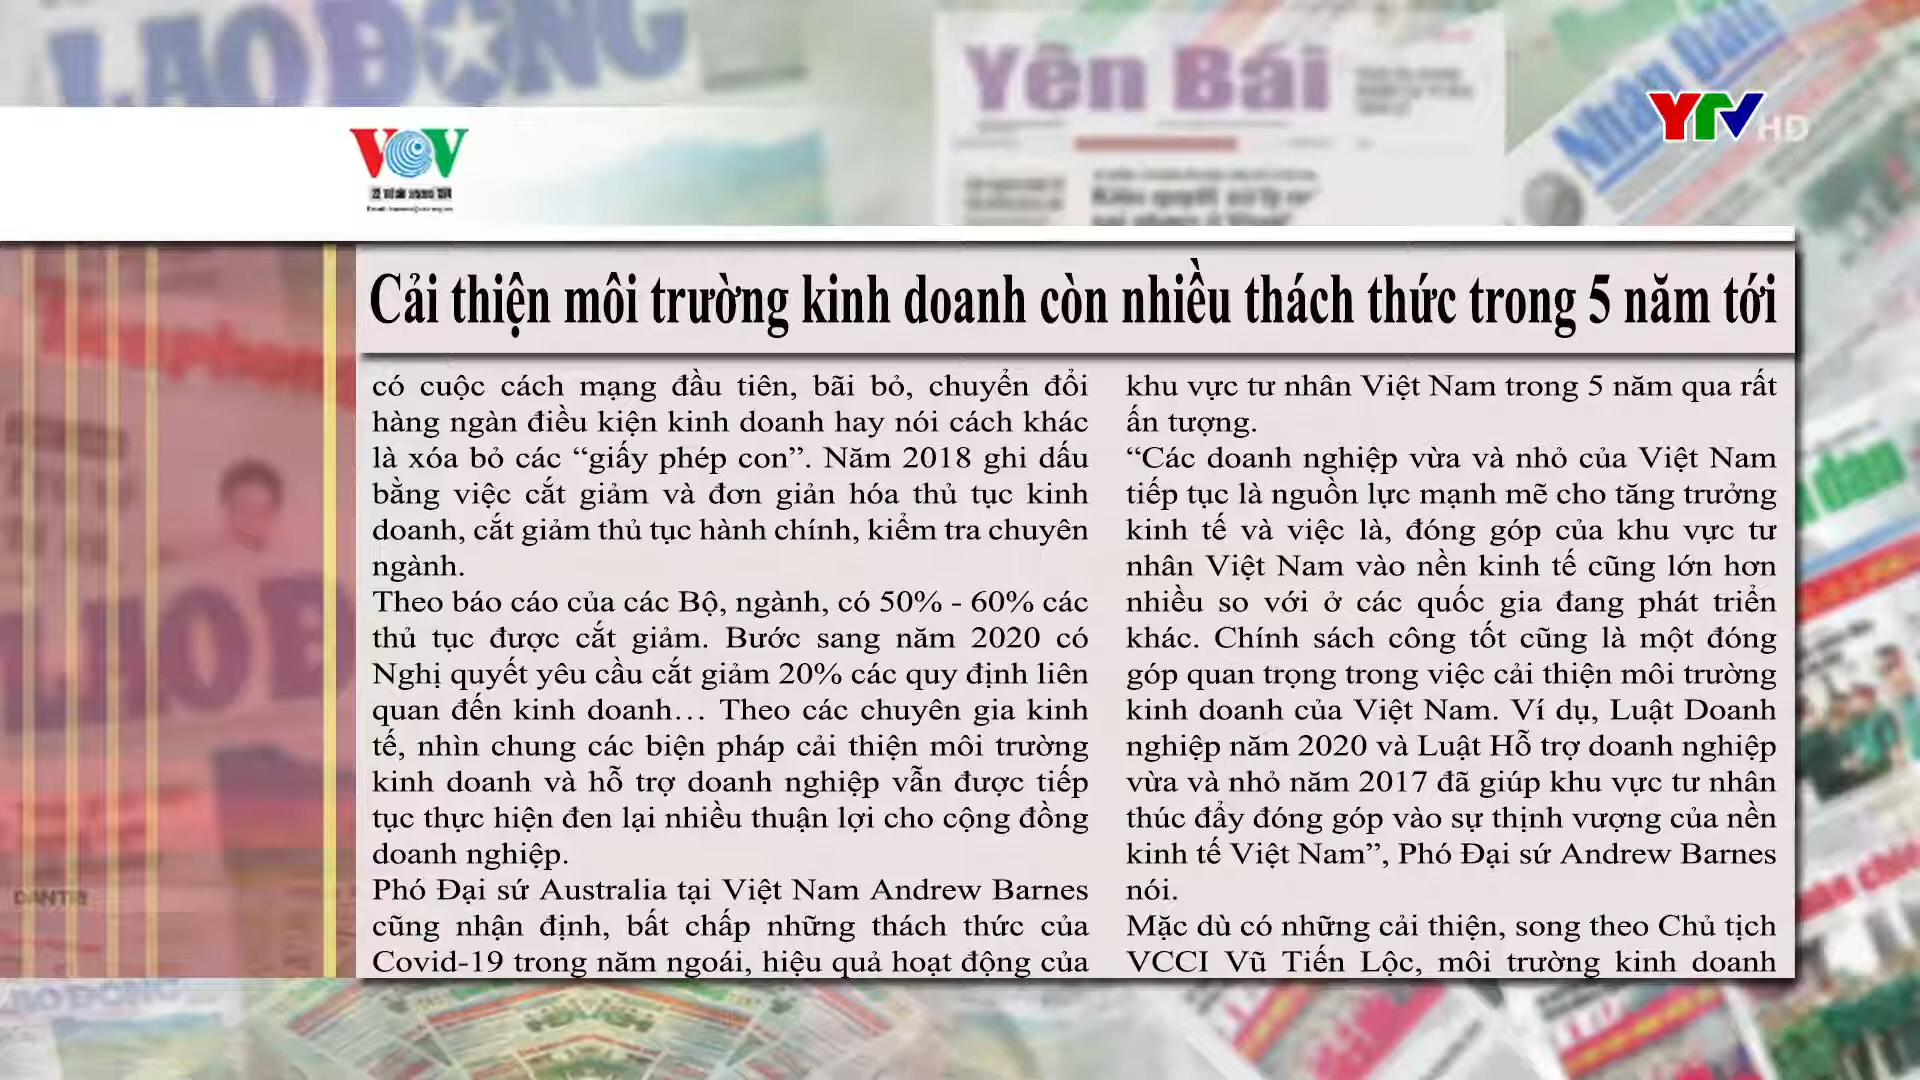 LAO ĐỘNG
Yên Bái
Nhân Dân
YTV HD
VOV
Cải thiện môi trường kinh doanh còn nhiều thách thức trong 5 năm tới
có cuộc cách mạng đầu tiên, bãi bỏ, chuyển đổi
hàng ngàn điều kiện kinh doanh hay nói cách khác
là xóa bỏ các “giấy phép con”. Năm 2018 ghi dấu
bằng việc cắt giảm và đơn giản hóa thủ tục kinh
doanh, cắt giảm thủ tục hành chính, kiểm tra chuyên
ngành.
Theo báo cáo của các Bộ, ngành, có 50% - 60% các
thủ tục được cắt giảm. Bước sang năm 2020 có
Nghị quyết yêu cầu cắt giảm 20% các quy định liên
quan đến kinh doanh… Theo các chuyên gia kinh
tế, nhìn chung các biện pháp cải thiện môi trường
kinh doanh và hỗ trợ doanh nghiệp vẫn được tiếp
tục thực hiện đen lại nhiều thuận lợi cho cộng đồng
doanh nghiệp.
Phó Đại sứ Australia tại Việt Nam Andrew Barnes
cũng nhận định, bất chấp những thách thức của
Covid-19 trong năm ngoái, hiệu quả hoạt động của
khu vực tư nhân Việt Nam trong 5 năm qua rất
ấn tượng.
“Các doanh nghiệp vừa và nhỏ của Việt Nam
tiếp tục là nguồn lực mạnh mẽ cho tăng trưởng
kinh tế và việc là, đóng góp của khu vực tư
nhân Việt Nam vào nền kinh tế cũng lớn hơn
nhiều so với ở các quốc gia đang phát triển
khác. Chính sách công tốt cũng là một đóng
góp quan trọng trong việc cải thiện môi trường
kinh doanh của Việt Nam. Ví dụ, Luật Doanh
nghiệp năm 2020 và Luật Hỗ trợ doanh nghiệp
vừa và nhỏ năm 2017 đã giúp khu vực tư nhân
thúc đẩy đóng góp vào sự thịnh vượng của nền
kinh tế Việt Nam”, Phó Đại sứ Andrew Barnes
nói.
Mặc dù có những cải thiện, song theo Chủ tịch
VCCI Vũ Tiến Lộc, môi trường kinh doanh
DANTRI
LAO ĐỘNG